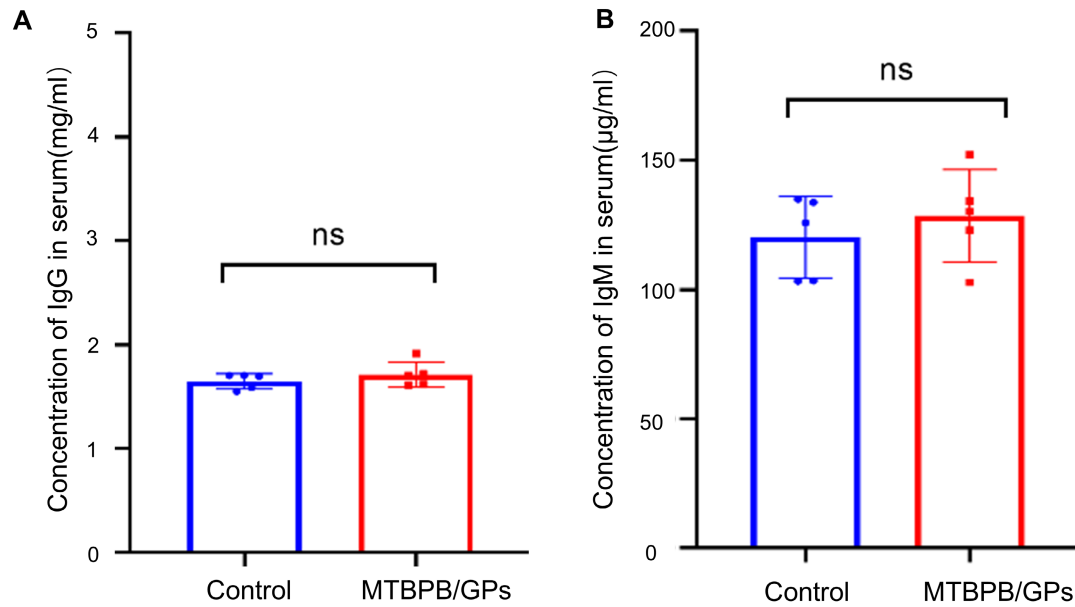 A
Concentration of IgG in serum(mg/ml)
5
4
3
2
1
0
ns
Control
MTBPB/GPs
B
Concentration of IgM in serum(μg/ml)
200
150
100
50
0
ns
Control
MTBPB/GPs